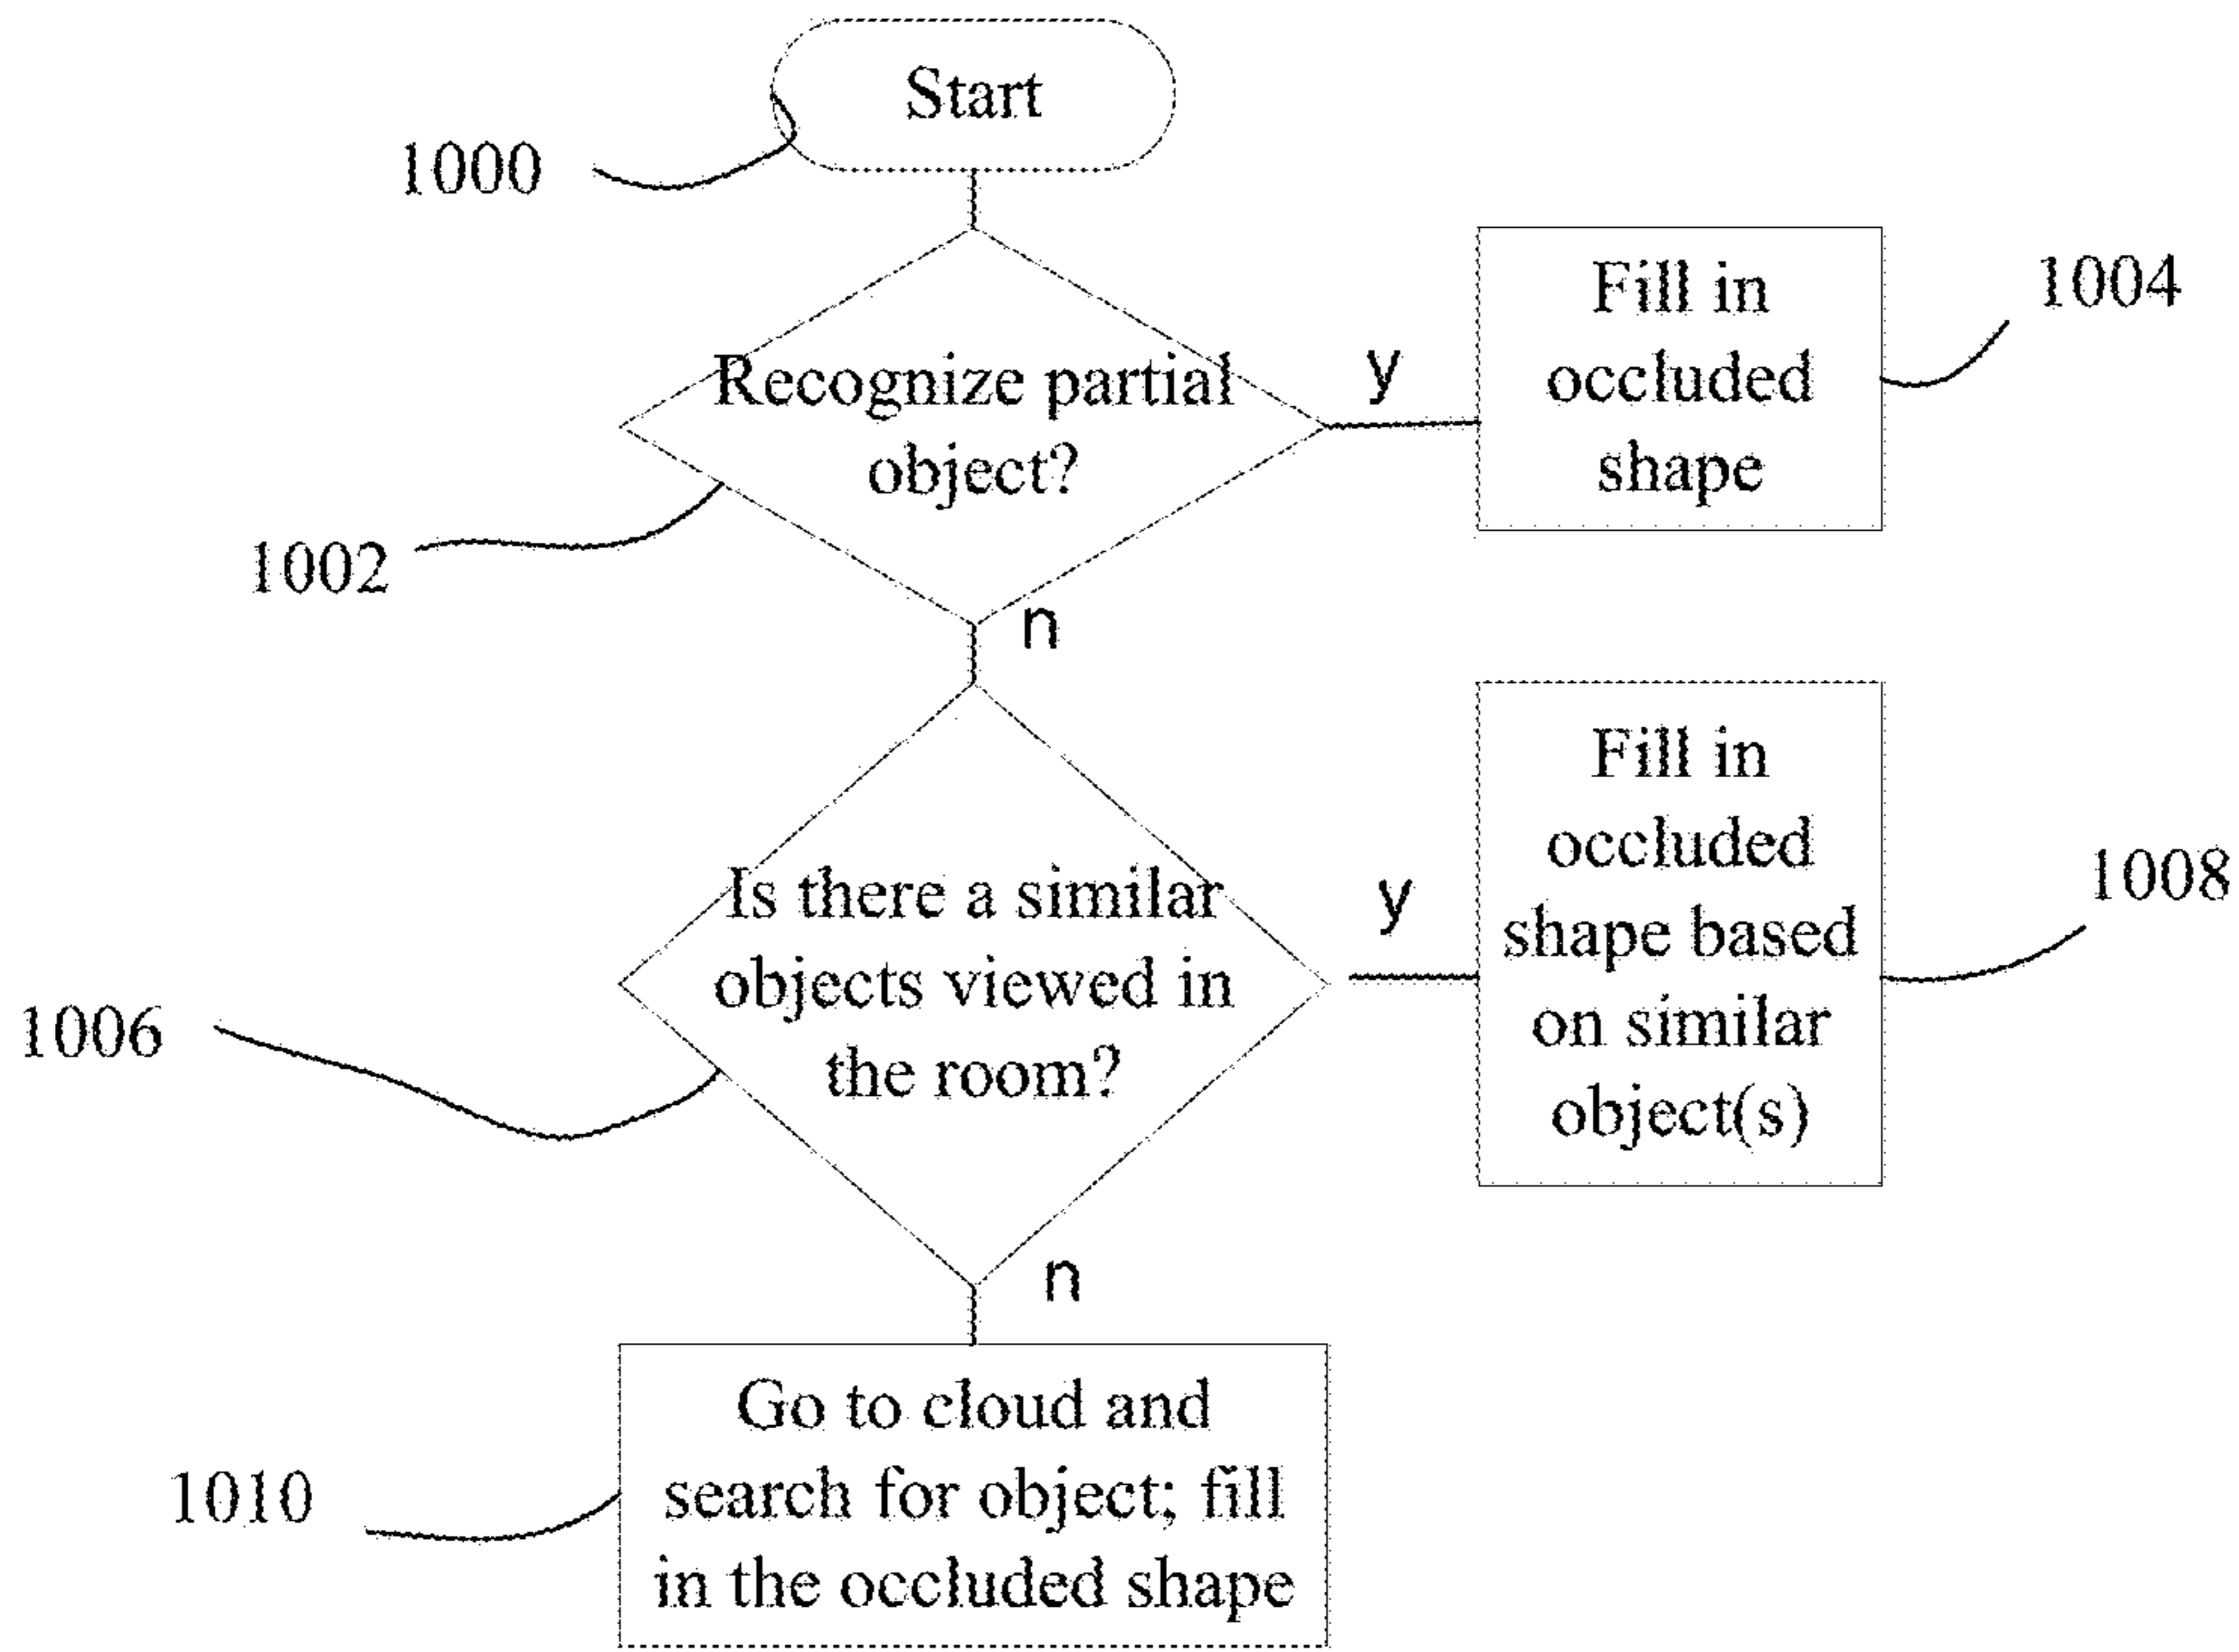 Start
1000
Recognize partial
object?
1002
y
Fill in
occluded
shape
1004
n
Is there a similar
objects viewed in
the room?
1006
y
Fill in
occluded
shape based
on similar
object(s)
1008
n
Go to cloud and
search for object; fill
in the occluded shape
1010